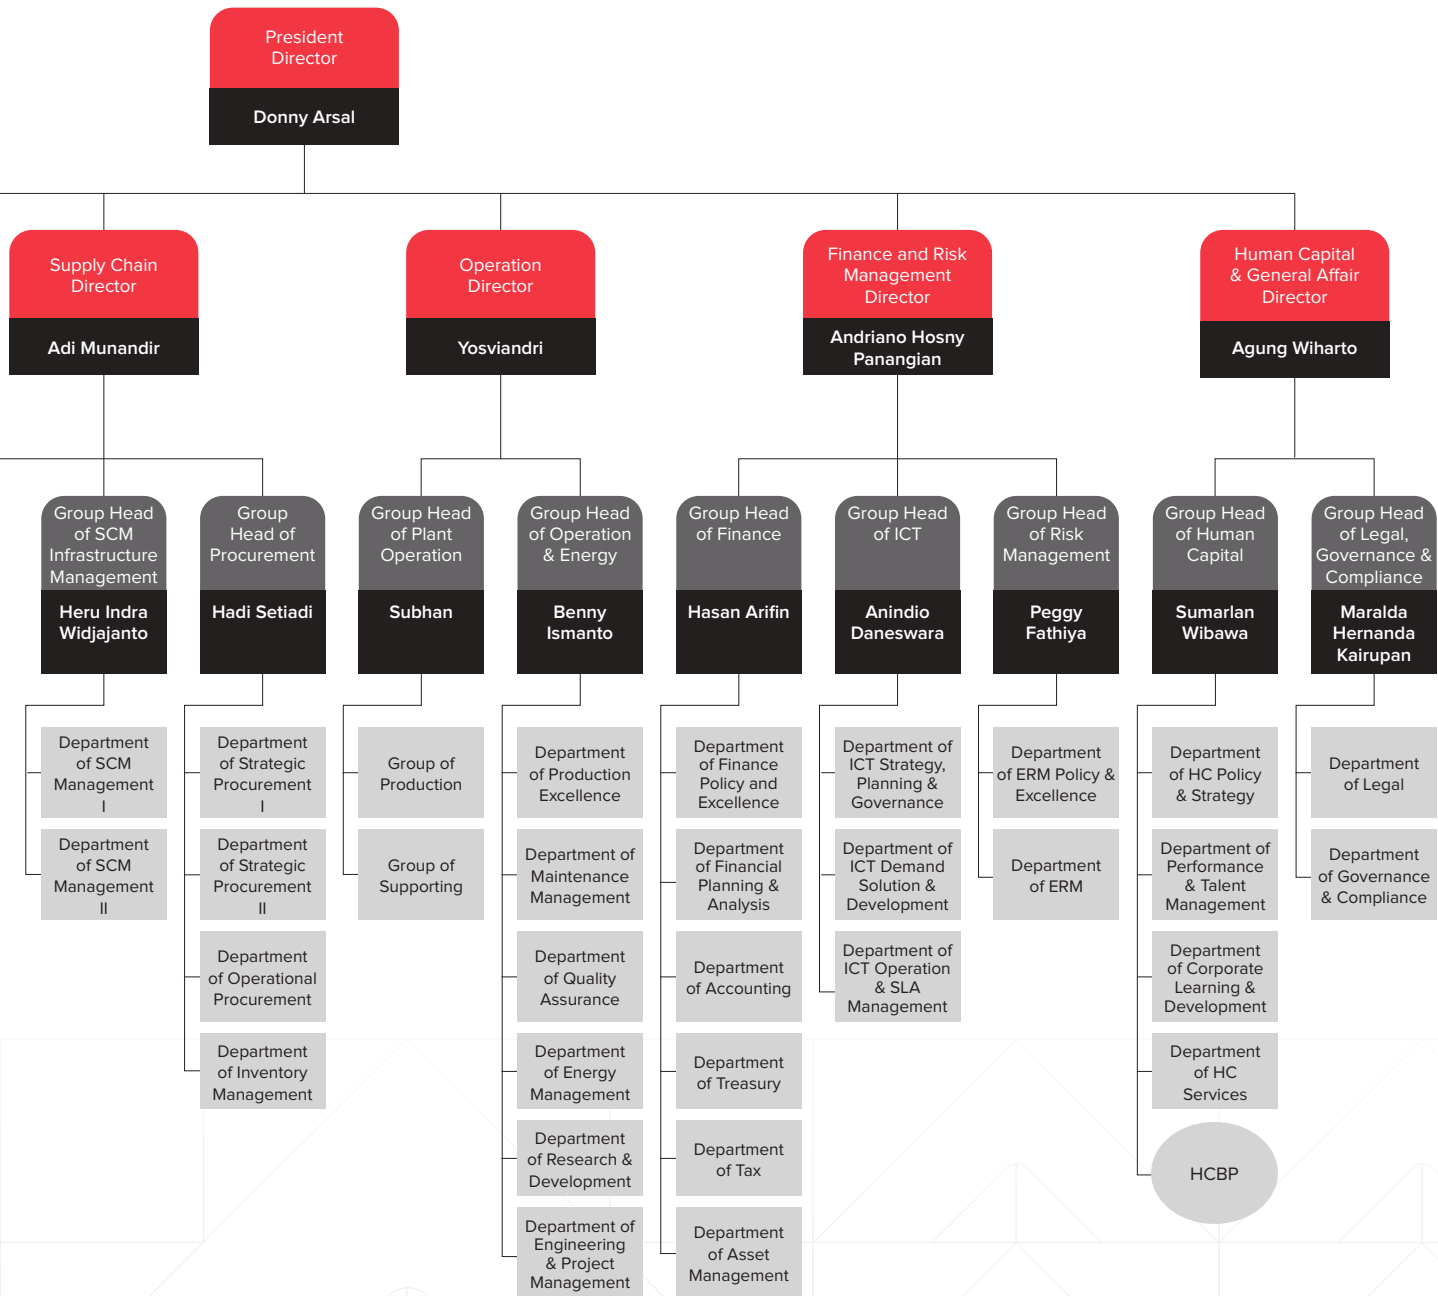 President
Director
Donny Arsal
Supply Chain
Director
Adi Munandir
Operation
Director
Yosviandri
Finance and Risk
Management
Director
Andriano Hosny
Panangian
Human Capital
& General Affair
Director
Agung Wiharto
Group Head
of SCM
Infrastructure
Management
Heru Indra
Widjajanto
Group
Head of
Procurement
Hadi Setiadi
Group Head
of Plant
Operation
Subhan
Group Head
of Operation
& Energy
Benny
Ismanto
Group Head
of Finance
Hasan Arifin
Group Head
of ICT
Anindio
Daneswara
Group Head
of Risk
Management
Peggy
Fathiya
Group Head
of Human
Capital
Sumarlan
Wibawa
Group Head
of Legal,
Governance &
Compliance
Maralda
Hernanda
Kairupan
Department
of SCM
Management
I
Department
of SCM
Management
II
Department
of Strategic
Procurement
I
Department
of Strategic
Procurement
II
Department
of Operational
Procurement
Department
of Inventory
Management
Group of
Production
Group of
Supporting
Department
of Production
Excellence
Department of
Maintenance
Management
Department
of Quality
Assurance
Department
of Energy
Management
Department
of Research &
Development
Department of
Engineering
& Project
Management
Department
of Finance
Policy and
Excellence
Department
of Financial
Planning &
Analysis
Department
of Accounting
Department
of Treasury
Department
of Tax
Department
of Asset
Management
Department of
ICT Strategy,
Planning &
Governance
Department of
ICT Demand
Solution &
Development
Department of
ICT Operation
& SLA
Management
Department
of ERM Policy &
Excellence
Department
of ERM
Department
of HC Policy
& Strategy
Department of
Performance
& Talent
Management
Department
of Corporate
Learning &
Development
Department
of HC
Services
HCBP
Department
of Legal
Department
of Governance
& Compliance